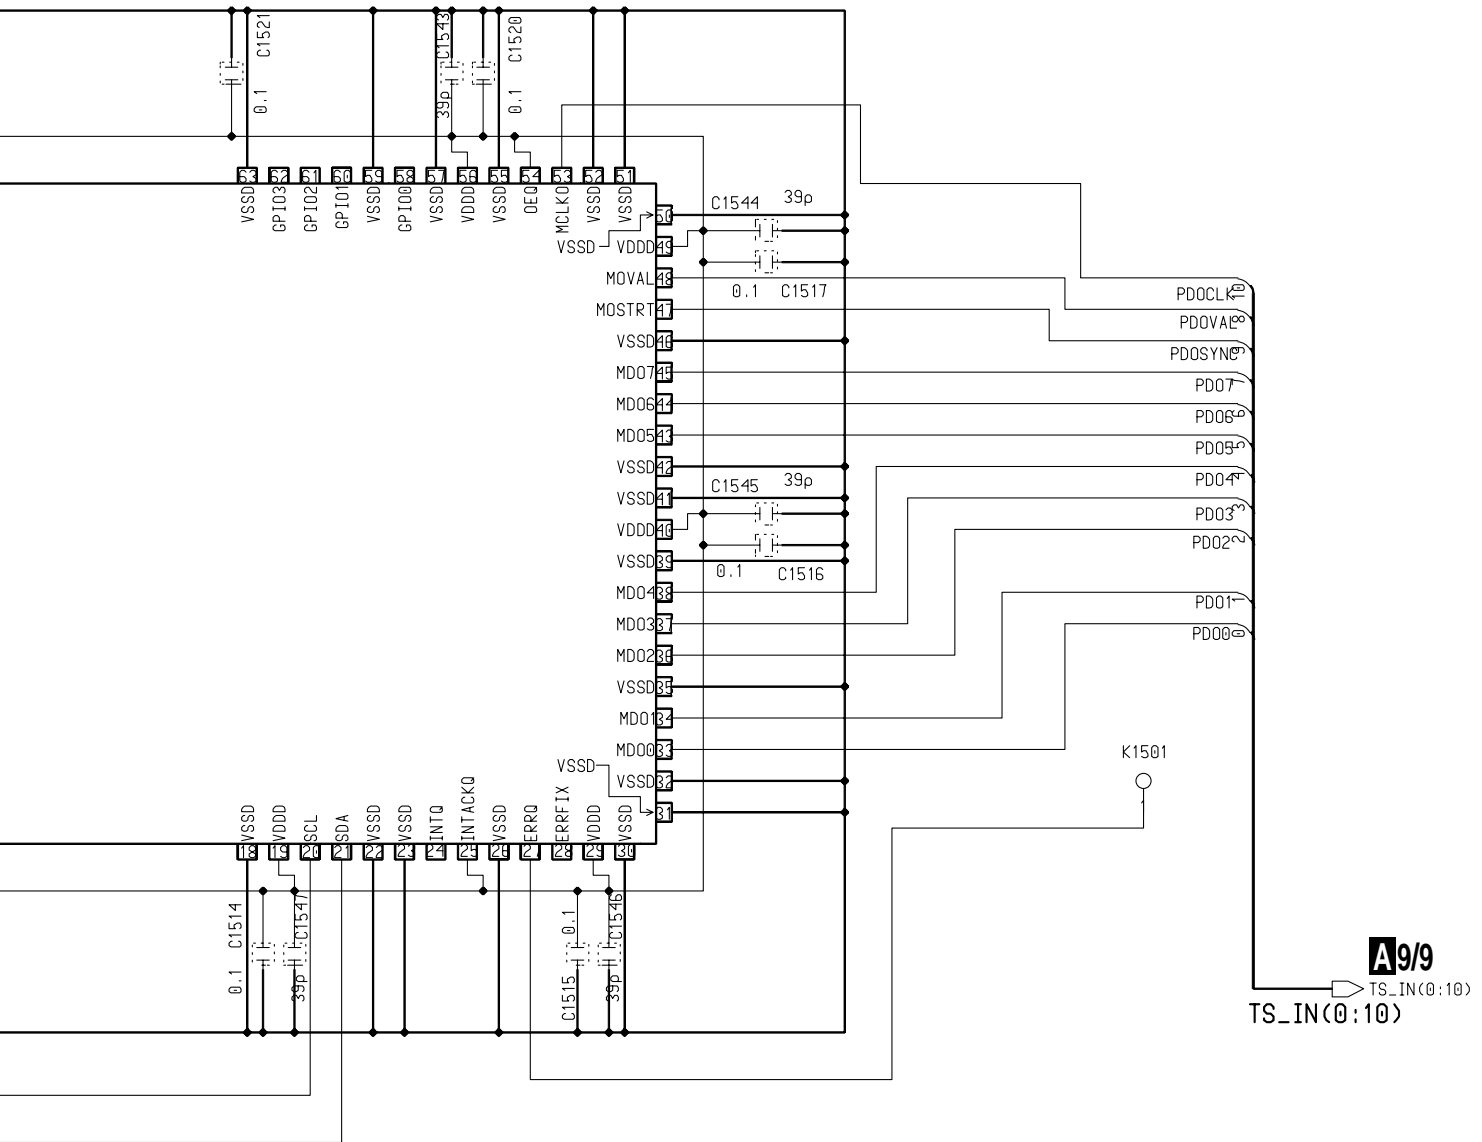 C1521
0.1
C1543
39p
C1520
0.1
63 62 61 60 59 58 57 56 55 54 53 52 51
VSSD GPIO3 GPIO2 GPIO1 VSSD GPIO0 VSSD VDDD VSSD OEQ MCLKO VSSD VSSD
C1544 39p
50
VSSD VDDD 49
MOVAL 48
0.1 C1517
PDOCLK 10
MOSTRT 47
PDOVAL 8
VSSD 46
PDOSYNC 9
MDO7 45
PDO7 7
MDO6 44
PDO6 6
MDO5 43
PDO5 5
VSSD 42
PDO4 4
C1545 39p
VSSD 41
PDO3 3
VDDD 40
PDO2 2
VSSD 39
0.1 C1516
MDO4 38
PDO1 1
MDO3 37
PDO0 0
MDO2 36
VSSD 35
MDO1 34
MDO0 33
K1501
VSSD
VSSD 32
31
VSSD VDDD SCL SDA VSSD VSSD INTQ INTACKQ VSSD ERRQ ERRFIX VDDD VSSD
18 19 20 21 22 23 24 25 26 27 28 29 30
0.1 C1514
39p C1547
C1515 0.1
39p C1546
A 9/9
TS_IN(0:10)
TS_IN(0:10)